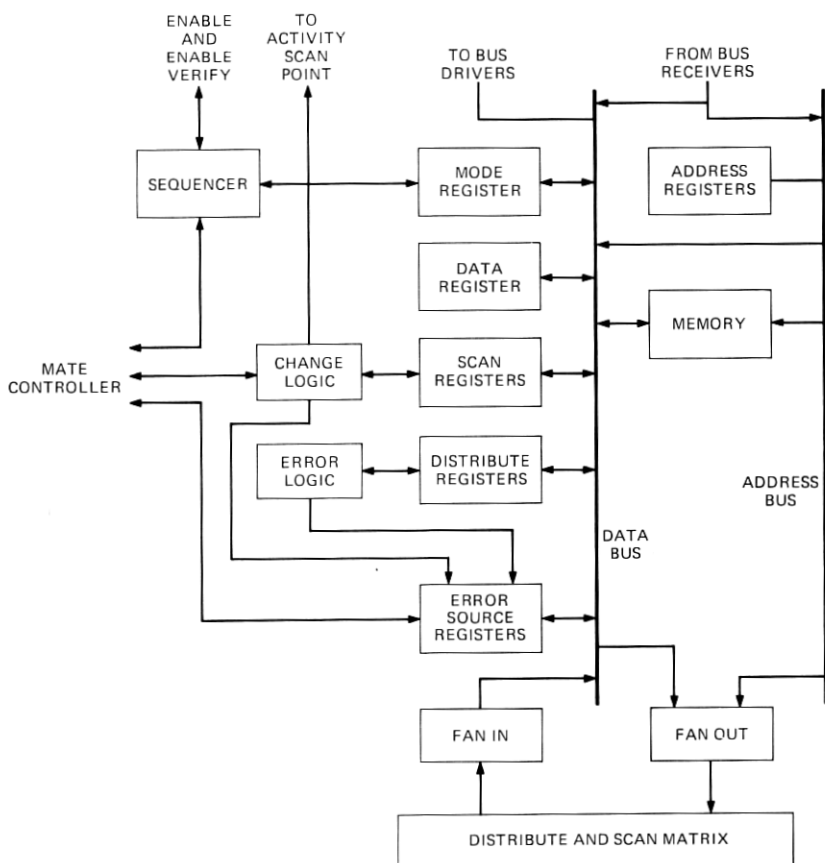 ENABLE
AND
ENABLE
VERIFY
TO
ACTIVITY
SCAN
POINT
TO BUS
DRIVERS
FROM BUS
RECEIVERS
SEQUENCER
MODE
REGISTER
ADDRESS
REGISTERS
DATA
REGISTER
MEMORY
MATE
CONTROLLER
CHANGE
LOGIC
SCAN
REGISTERS
ERROR
LOGIC
DISTRIBUTE
REGISTERS
ADDRESS
BUS
DATA
BUS
ERROR
SOURCE
REGISTERS
FAN IN
FAN OUT
DISTRIBUTE AND SCAN MATRIX